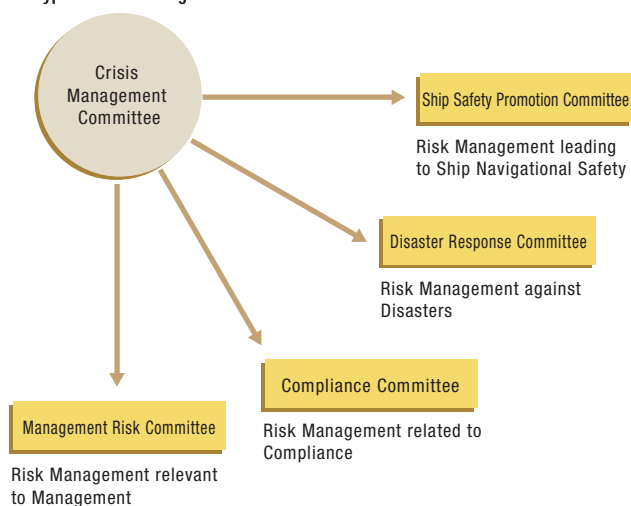 Crisis
Management
Committee
Ship Safety Promotion Committee
Risk Management leading
to Ship Navigational Safety
Disaster Response Committee
Risk Management against
Disasters
Compliance Committee
Risk Management related to
Compliance
Management Risk Committee
Risk Management relevant
to Management